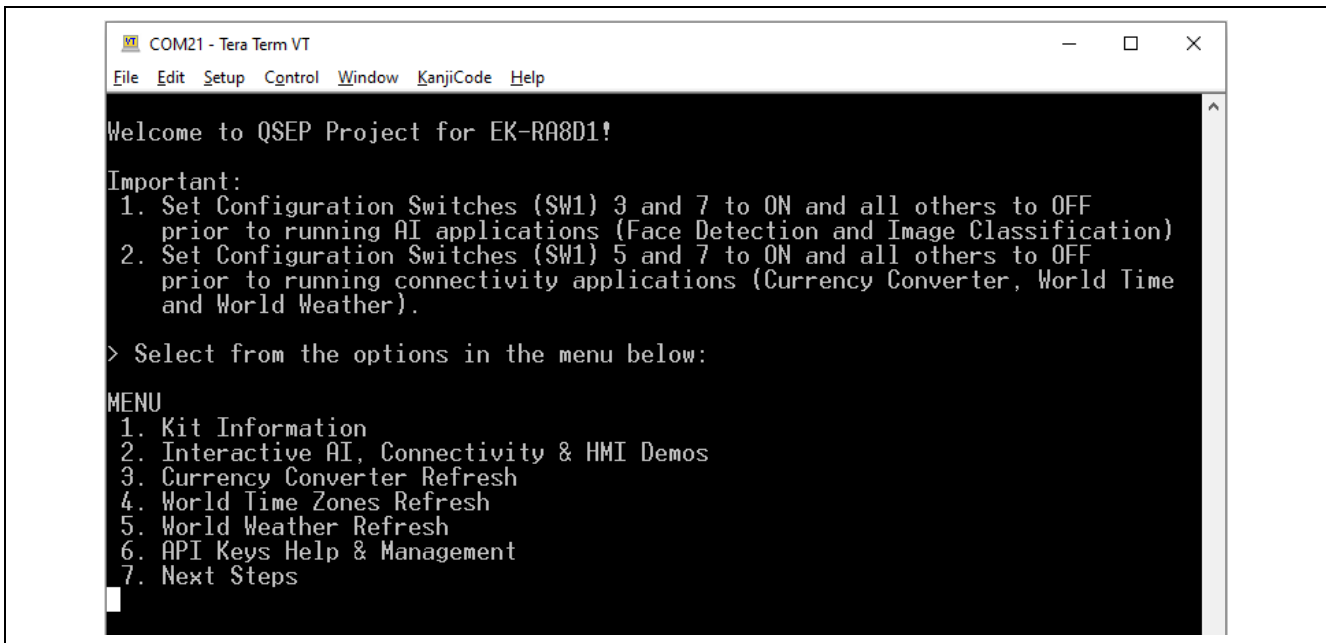 COM21 - Tera Term VT
File Edit Setup Control Window KanjiCode Help
Welcome to QSEP Project for EK-RA8D1!
Important:
1. Set Configuration Switches (SW1) 3 and 7 to ON and all others to OFF
prior to running AI applications (Face Detection and Image Classification)
2. Set Configuration Switches (SW1) 5 and 7 to ON and all others to OFF
prior to running connectivity applications (Currency Converter, World Time
and World Weather).
> Select from the options in the menu below:
MENU
1. Kit Information
2. Interactive AI, Connectivity & HMI Demos
3. Currency Converter Refresh
4. World Time Zones Refresh
5. World Weather Refresh
6. API Keys Help & Management
7. Next Steps